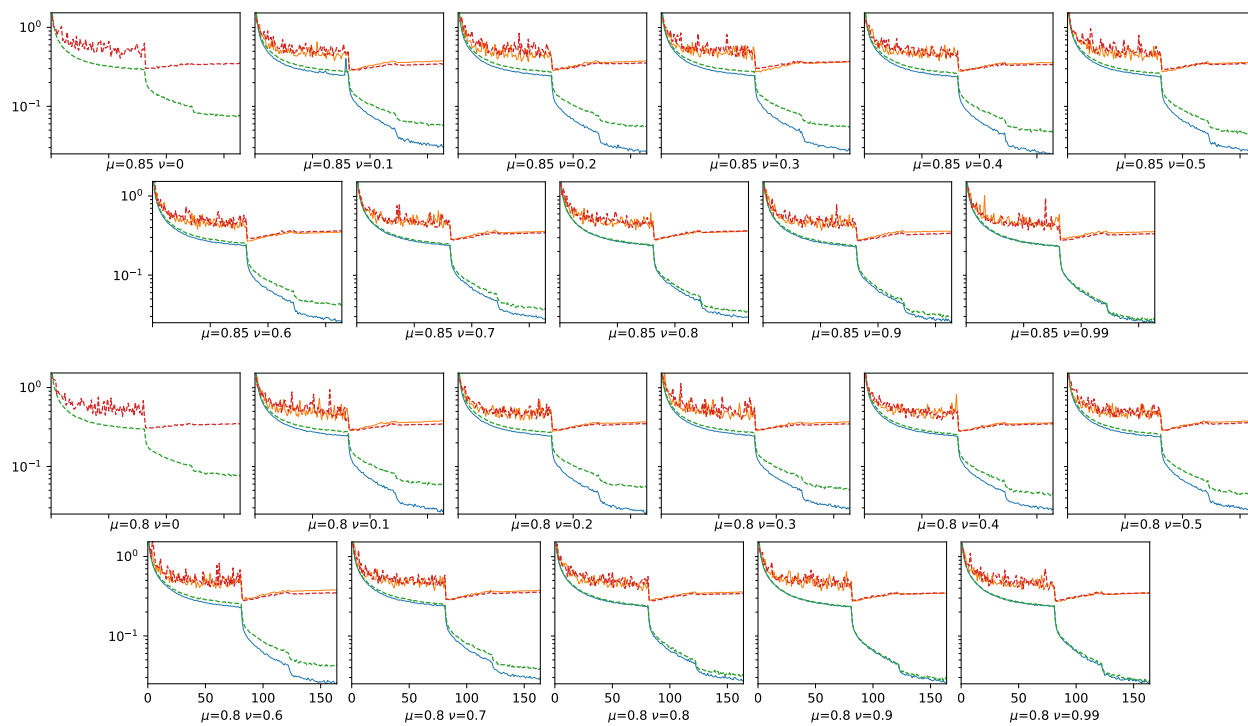 10⁰
10⁻¹
μ=0.85 ν=0
μ=0.85 ν=0.1
μ=0.85 ν=0.2
μ=0.85 ν=0.3
μ=0.85 ν=0.4
μ=0.85 ν=0.5
10⁰
10⁻¹
μ=0.85 ν=0.6
μ=0.85 ν=0.7
μ=0.85 ν=0.8
μ=0.85 ν=0.9
μ=0.85 ν=0.99
10⁰
10⁻¹
μ=0.8 ν=0
μ=0.8 ν=0.1
μ=0.8 ν=0.2
μ=0.8 ν=0.3
μ=0.8 ν=0.4
μ=0.8 ν=0.5
10⁰
10⁻¹
0 50 100 150
0 50 100 150
0 50 100 150
0 50 100 150
0 50 100 150
μ=0.8 ν=0.6
μ=0.8 ν=0.7
μ=0.8 ν=0.8
μ=0.8 ν=0.9
μ=0.8 ν=0.99